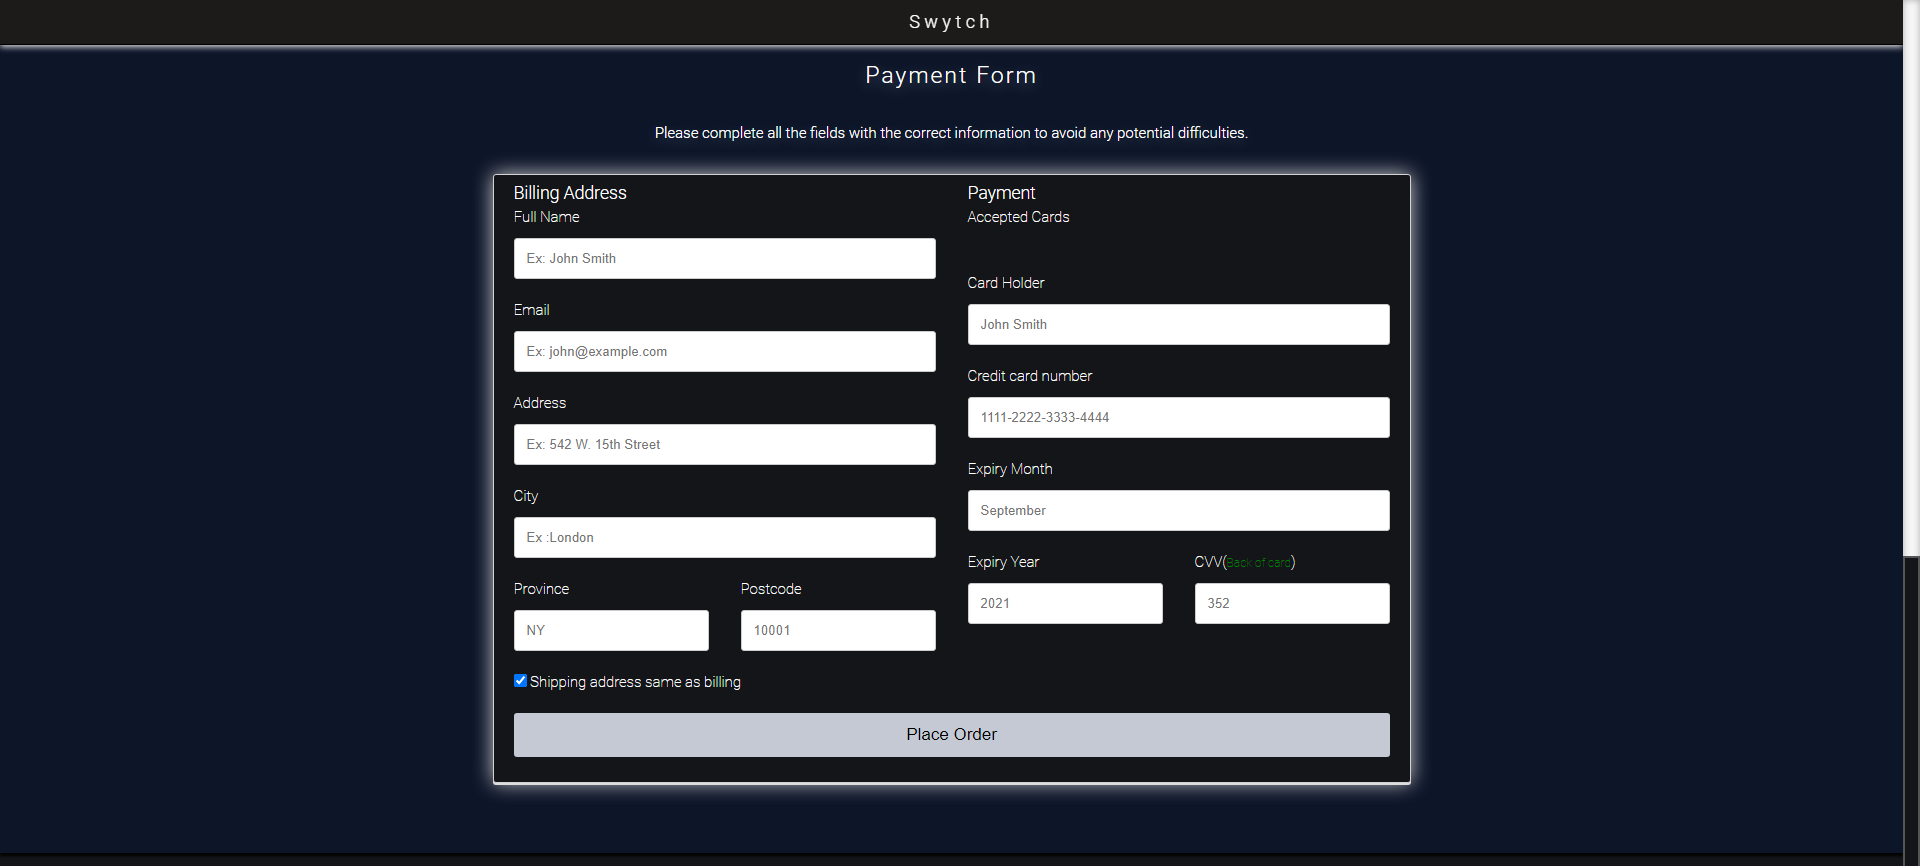 Swytch
Payment Form
Please complete all the fields with the correct information to avoid any potential difficulties.
Billing Address
Full Name
Ex: John Smith
Email
Ex: john@example.com
Address
Ex: 542 W. 15th Street
City
Ex :London
Province
Postcode
NY
10001
Shipping address same as billing
Payment
Accepted Cards
Card Holder
John Smith
Credit card number
1111-2222-3333-4444
Expiry Month
September
Expiry Year
CVV(Back of card)
2021
352
Place Order